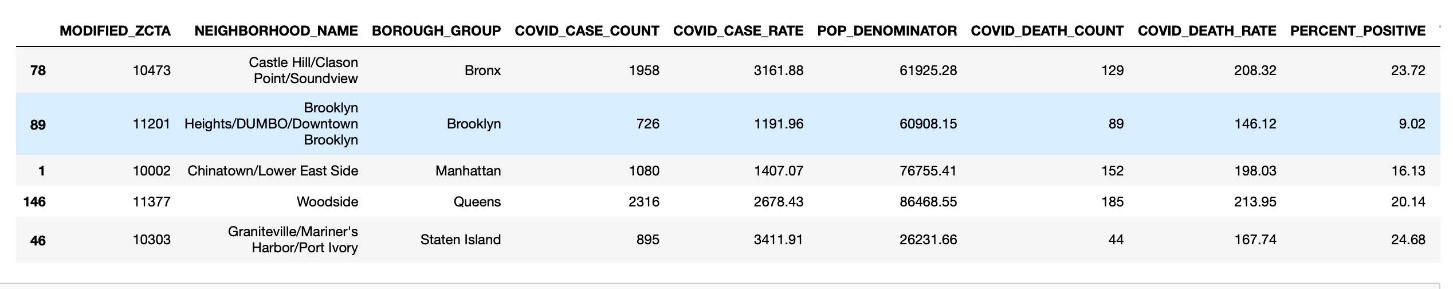 MODIFIED_ZCTA NEIGHBORHOOD_NAME BOROUGH_GROUP COVID_CASE_COUNT COVID_CASE_RATE POP_DENOMINATOR COVID_DEATH_COUNT COVID_DEATH_RATE PERCENT_POSITIVE
78 10473 Castle Hill/Clason Point/Soundview Bronx 1958 3161.88 61925.28 129 208.32 23.72
89 11201 Brooklyn Heights/DUMBO/Downtown Brooklyn Brooklyn 726 1191.96 60908.15 89 146.12 9.02
1 10002 Chinatown/Lower East Side Manhattan 1080 1407.07 76755.41 152 198.03 16.13
146 11377 Woodside Queens 2316 2678.43 86468.55 185 213.95 20.14
46 10303 Graniteville/Mariner's Harbor/Port Ivory Staten Island 895 3411.91 26231.66 44 167.74 24.68